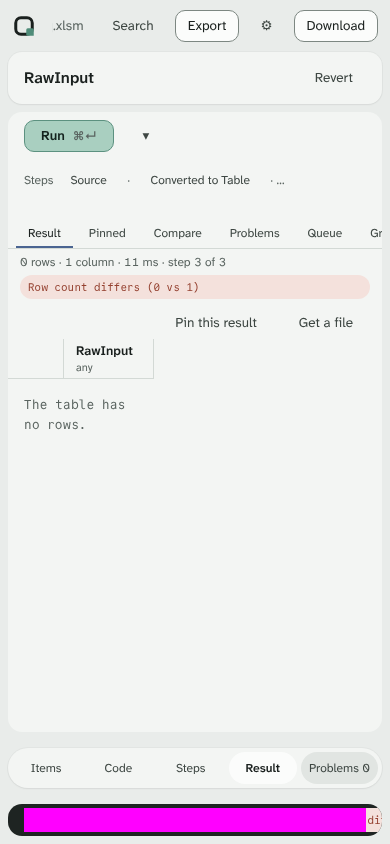 .xlsm Search Export ⚙ Download
RawInput Revert
Run ⌘↵ ▼
Steps Source · Converted to Table · ...
Result Pinned Compare Problems Queue
0 rows · 1 column · 11 ms · step 3 of 3
Row count differs (0 vs 1)
Pin this result Get a file
RawInput
any
The table has
no rows.
Items Code Steps Result Problems 0